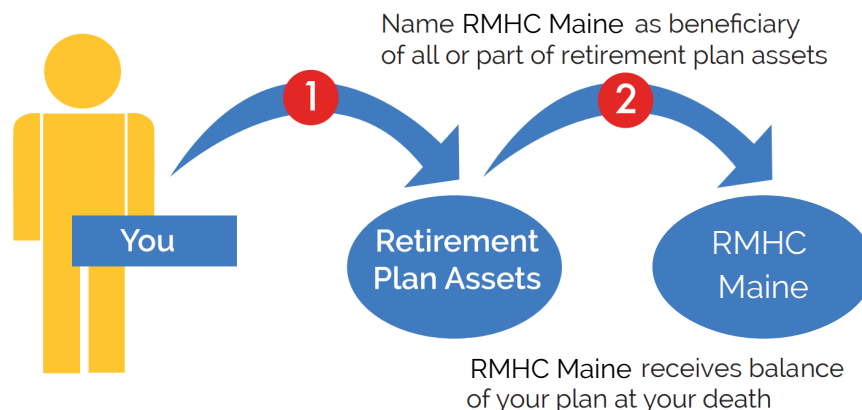 Name RMHC Maine as beneficiary
of all or part of retirement plan assets
1
2
You
Retirement
Plan Assets
RMHC
Maine
RMHC Maine receives balance
of your plan at your death